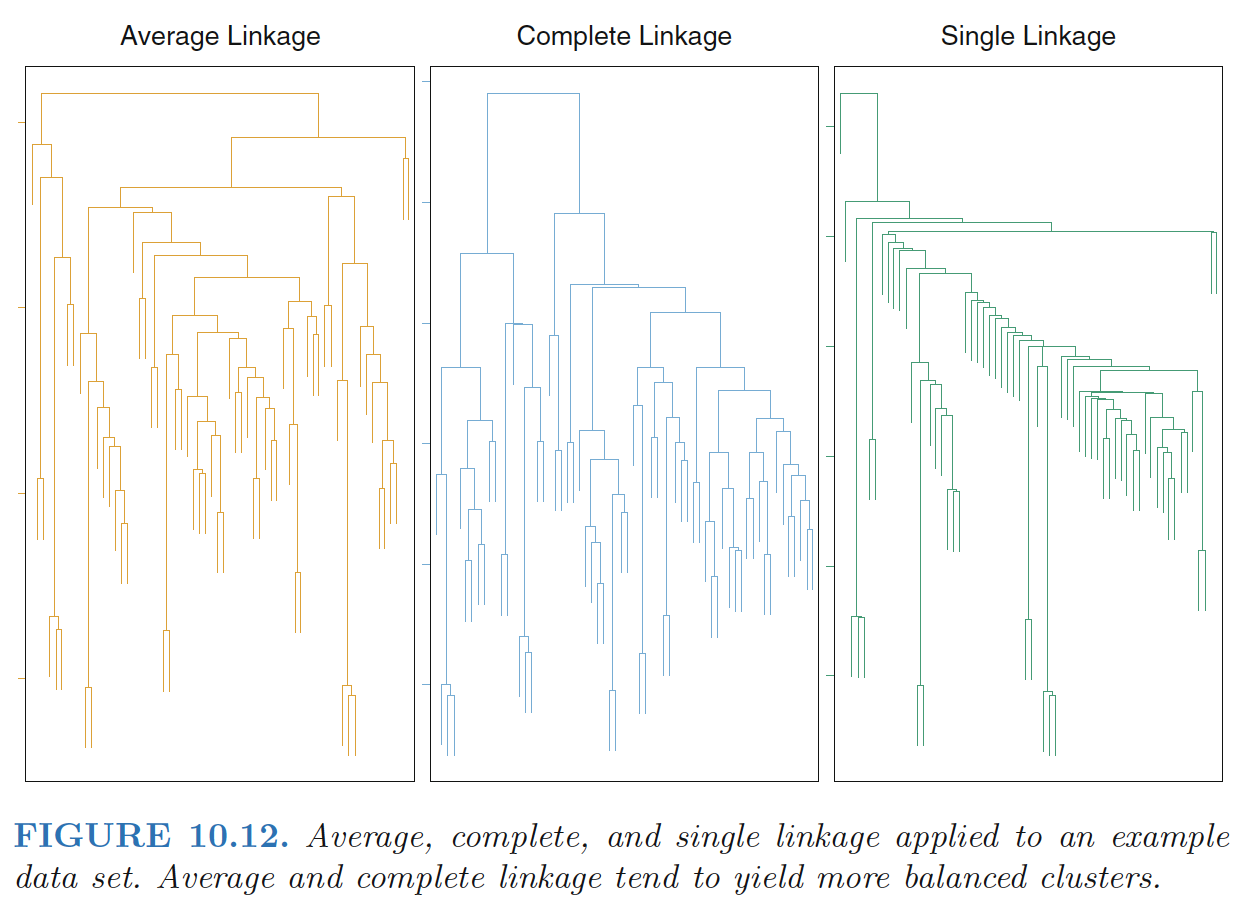 Average Linkage
Complete Linkage
Single Linkage
FIGURE 10.12. Average, complete, and single linkage applied to an example
data set. Average and complete linkage tend to yield more balanced clusters.